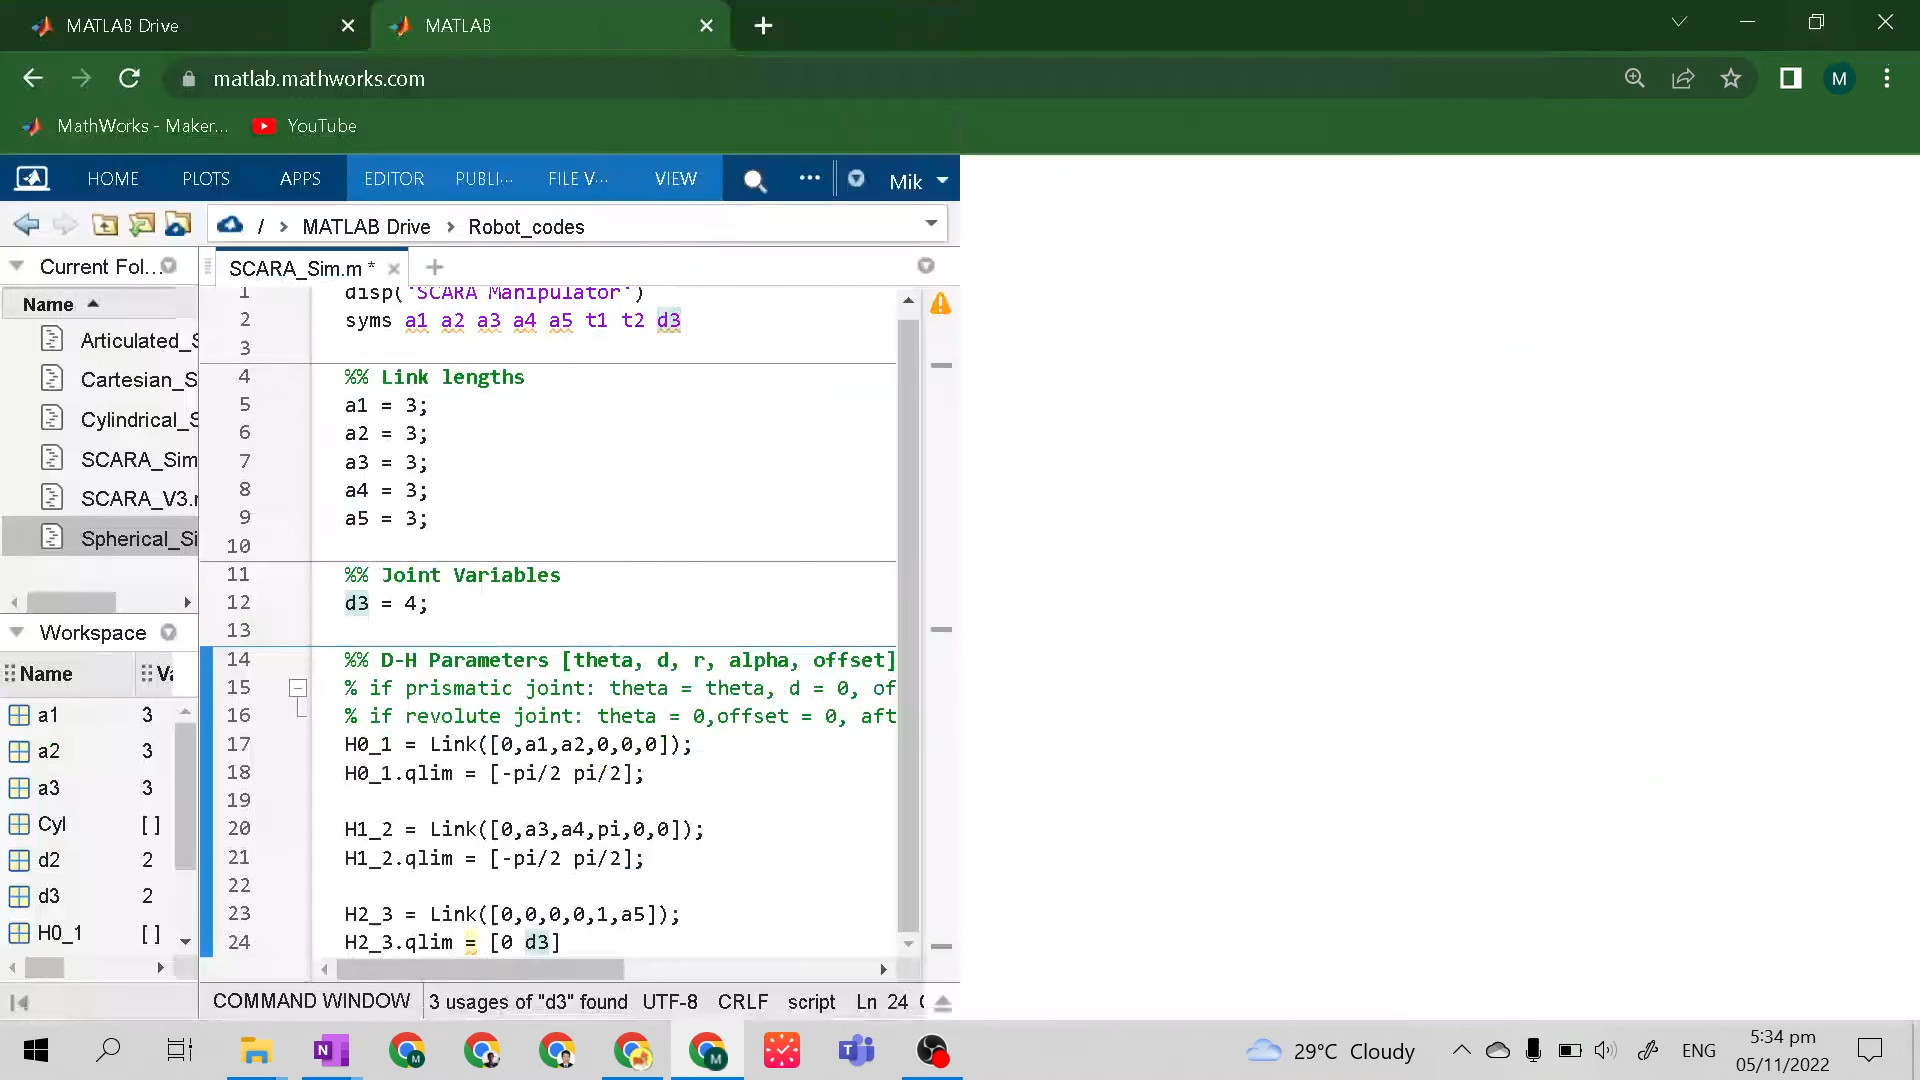 MATLAB Drive
MATLAB
matlab.mathworks.com
M
MathWorks - Maker...
YouTube
HOME PLOTS APPS EDITOR PUBLI... FILE V... VIEW
Mik
/ > MATLAB Drive > Robot_codes
Current Fol...
SCARA_Sim.m *
Name
Articulated_S
Cartesian_S
Cylindrical_S
SCARA_Sim
SCARA_V3.
Spherical_Si
Workspace
Name Va
a1 3
a2 3
a3 3
Cyl [ ]
d2 2
d3 2
H0_1 [ ]
1 disp('SCARA Manipulator')
2 syms a1 a2 a3 a4 a5 t1 t2 d3
3
4 %% Link lengths
5 a1 = 3;
6 a2 = 3;
7 a3 = 3;
8 a4 = 3;
9 a5 = 3;
10
11 %% Joint Variables
12 d3 = 4;
13
14 %% D-H Parameters [theta, d, r, alpha, offset]
15 % if prismatic joint: theta = theta, d = 0, of
16 % if revolute joint: theta = 0,offset = 0, aft
17 H0_1 = Link([0,a1,a2,0,0,0]);
18 H0_1.qlim = [-pi/2 pi/2];
19
20 H1_2 = Link([0,a3,a4,pi,0,0]);
21 H1_2.qlim = [-pi/2 pi/2];
22
23 H2_3 = Link([0,0,0,0,1,a5]);
24 H2_3.qlim = [0 d3]
COMMAND WINDOW 3 usages of "d3" found UTF-8 CRLF script Ln 24
29°C Cloudy
ENG
5:34 pm
05/11/2022